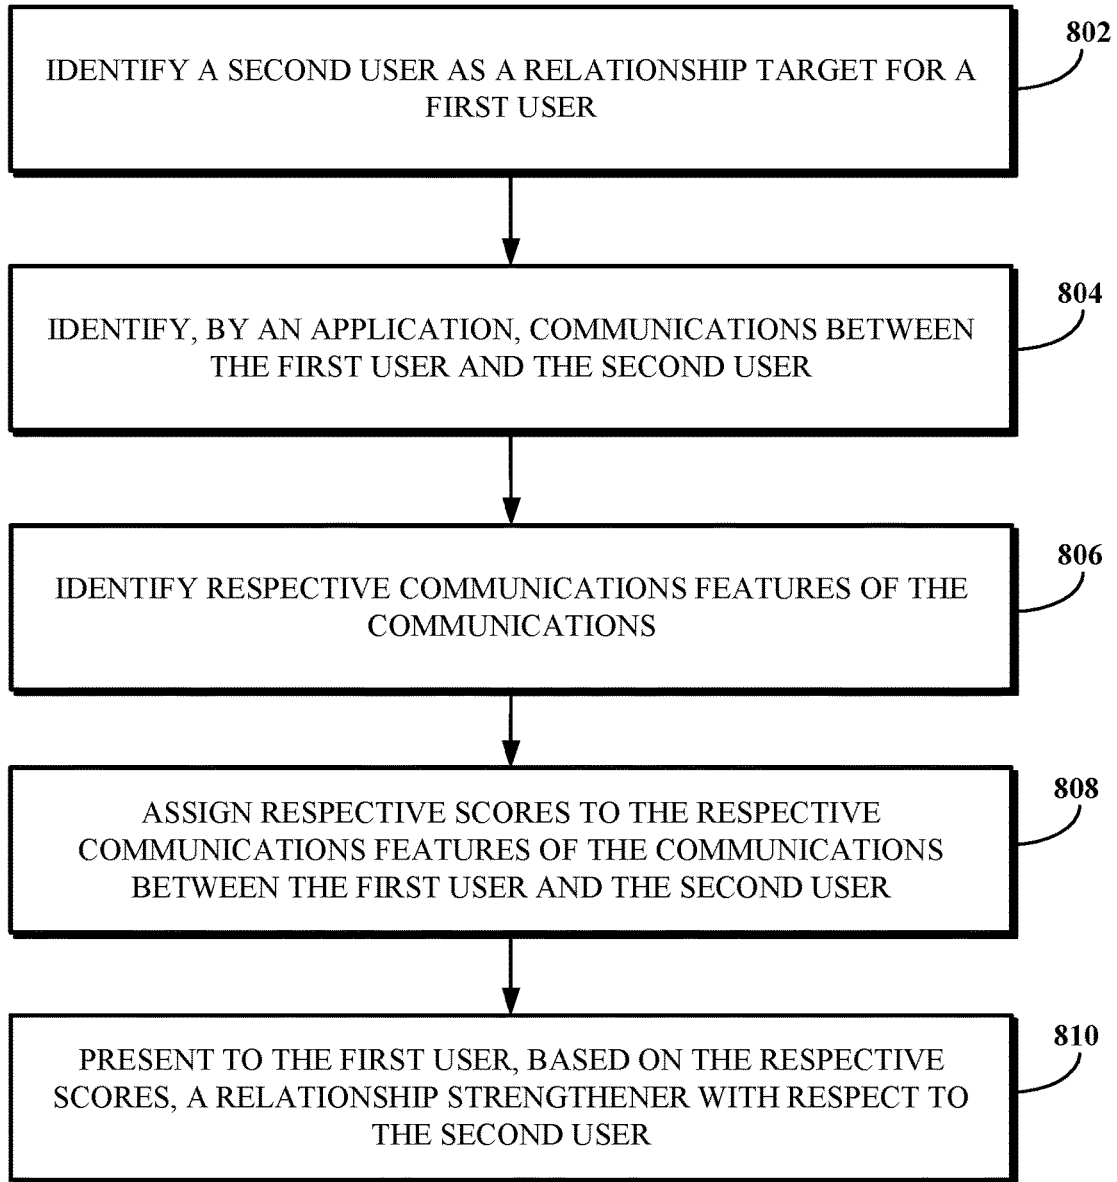 802
IDENTIFY A SECOND USER AS A RELATIONSHIP TARGET FOR A
FIRST USER
804
IDENTIFY, BY AN APPLICATION, COMMUNICATIONS BETWEEN
THE FIRST USER AND THE SECOND USER
806
IDENTIFY RESPECTIVE COMMUNICATIONS FEATURES OF THE
COMMUNICATIONS
808
ASSIGN RESPECTIVE SCORES TO THE RESPECTIVE
COMMUNICATIONS FEATURES OF THE COMMUNICATIONS
BETWEEN THE FIRST USER AND THE SECOND USER
810
PRESENT TO THE FIRST USER, BASED ON THE RESPECTIVE
SCORES, A RELATIONSHIP STRENGTHENER WITH RESPECT TO
THE SECOND USER